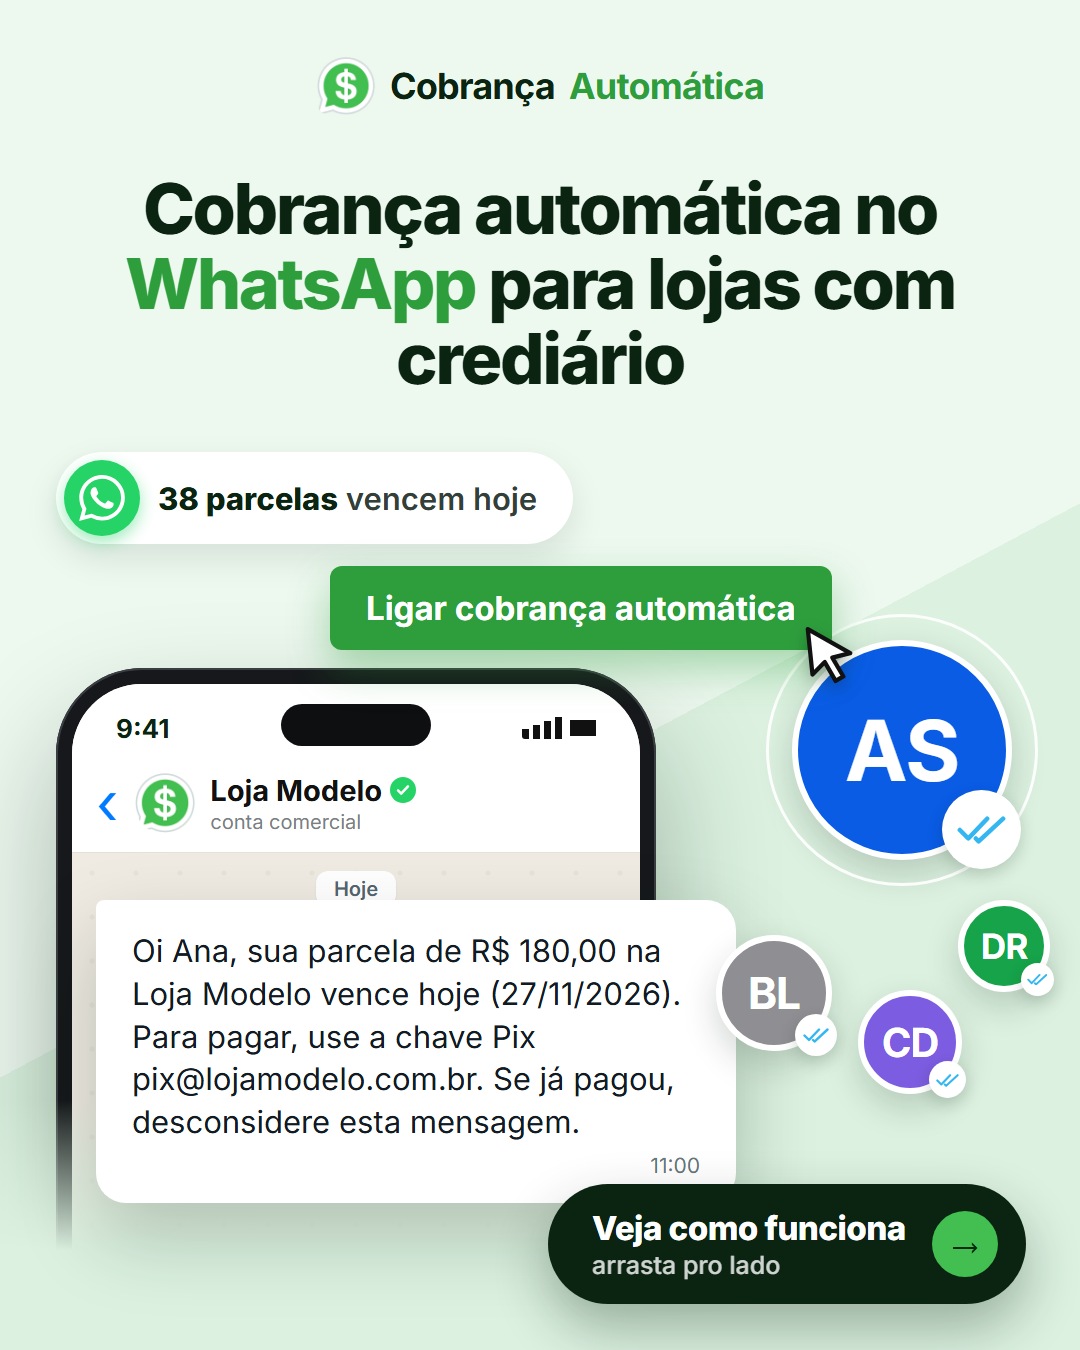 Cobrança Automática
Cobrança automática no
WhatsApp para lojas com
crediário
38 parcelas vencem hoje
Ligar cobrança automática
9:41
Loja Modelo
conta comercial
Hoje
AS
Oi Ana, sua parcela de R$ 180,00 na
Loja Modelo vence hoje (27/11/2026).
Para pagar, use a chave Pix
pix@lojamodelo.com.br. Se já pagou,
desconsidere esta mensagem.
11:00
BL
DR
CD
Veja como funciona
arrasta pro lado